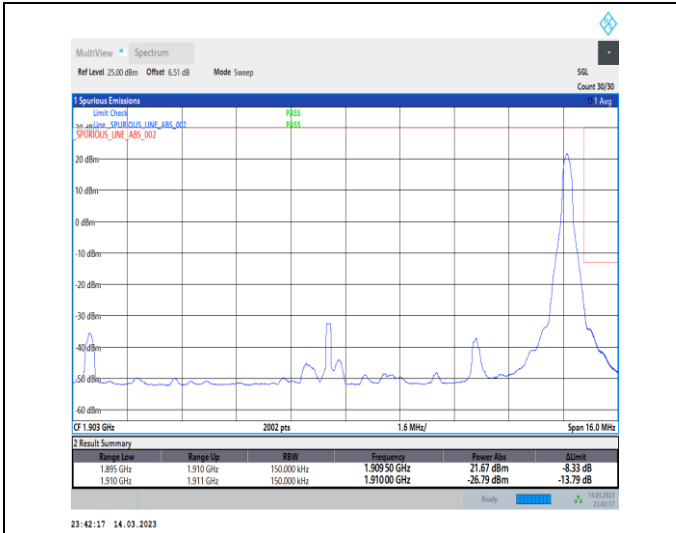 MultiView Spectrum
Ref Level 25.00 dBm Offset 6.51 dB Mode Sweep SGL
Count 30/30
1 Spurious Emissions 1 Avg
Limit Check PASS
Line _SPURIOUS_LINE_ABS_002 PASS
_SPURIOUS_LINE_ABS_002
20 dBm
10 dBm
0 dBm
-10 dBm
-20 dBm
-30 dBm
-40 dBm
-50 dBm
-60 dBm
CF 1.903 GHz 2002 pts 1.6 MHz/ Span 16.0 MHz
2 Result Summary
Range Low Range Up RBW Frequency Power Abs ΔLimit
1.895 GHz 1.910 GHz 150.000 kHz 1.909 50 GHz 21.67 dBm -8.33 dB
1.910 GHz 1.911 GHz 150.000 kHz 1.910 00 GHz -26.79 dBm -13.79 dB
Ready 14.03.2023
23:42:17
23:42:17 14.03.2023